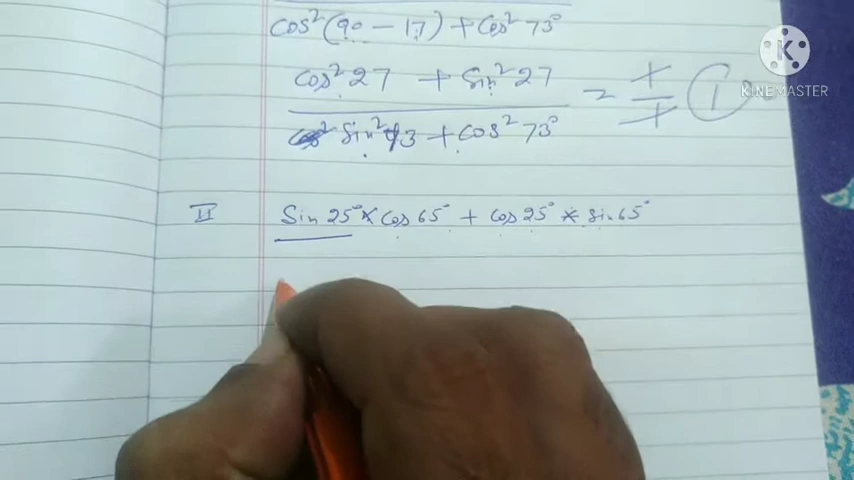 cos²(90 - 17) + cos² 73°
cos² 27 + sin² 27
= 1/1 1
sin² 73 + cos² 73°
II sin 25° × cos 65° + cos 25° × sin 65°
KINEMASTER